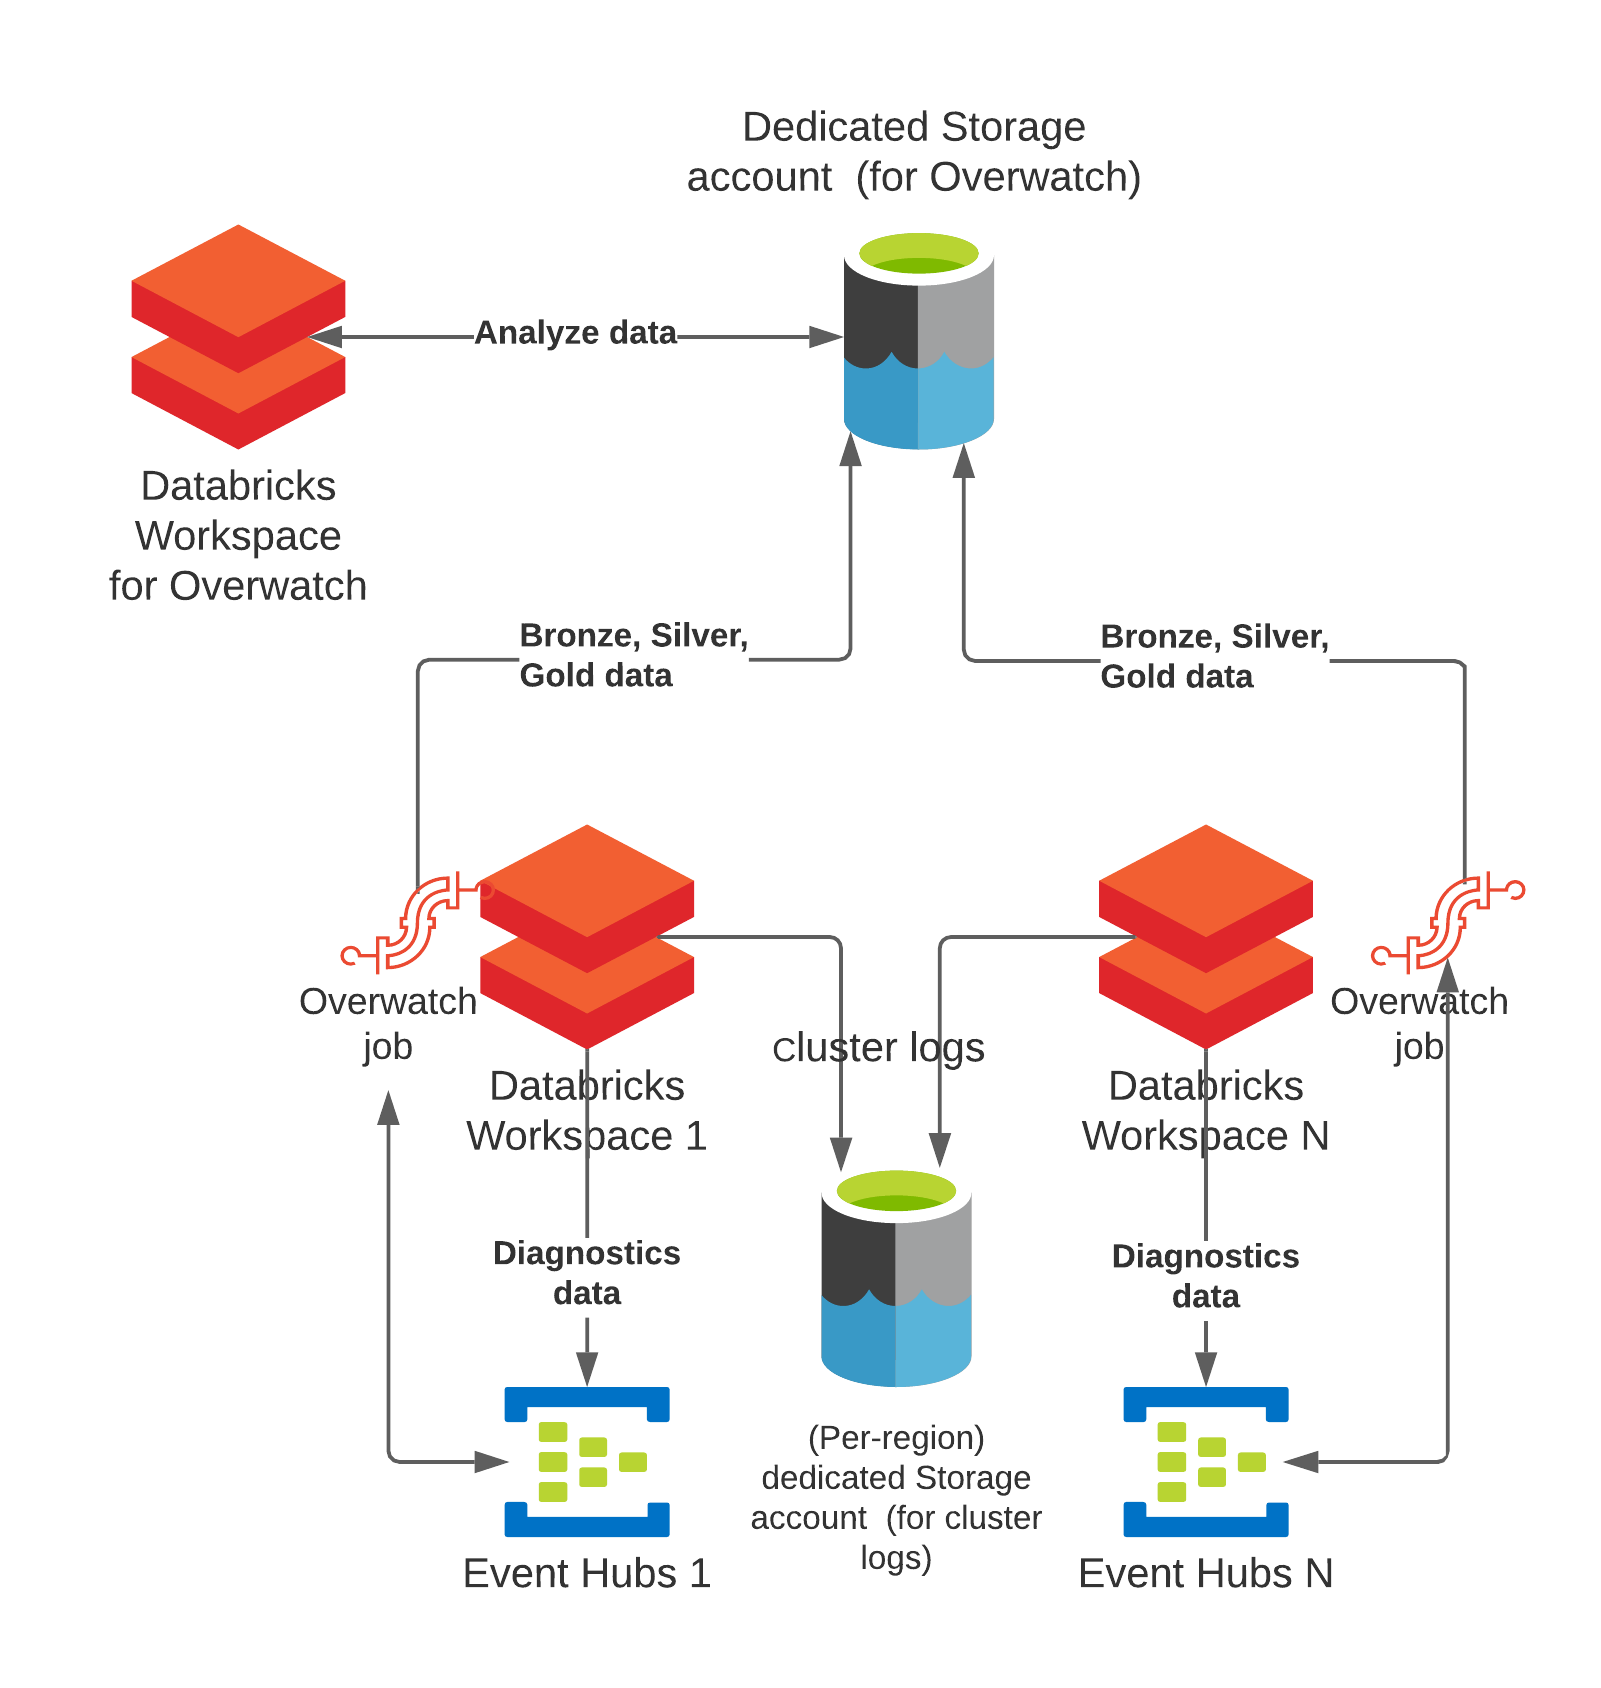 Dedicated Storage
account  (for Overwatch)
Analyze data
Databricks
Workspace
for Overwatch
Bronze, Silver,
Gold data
Bronze, Silver,
Gold data
Overwatch
job
Databricks
Workspace 1
Cluster logs
Databricks
Workspace N
Overwatch
job
Diagnostics
data
Diagnostics
data
(Per-region)
dedicated Storage
account  (for cluster
logs)
Event Hubs 1
Event Hubs N